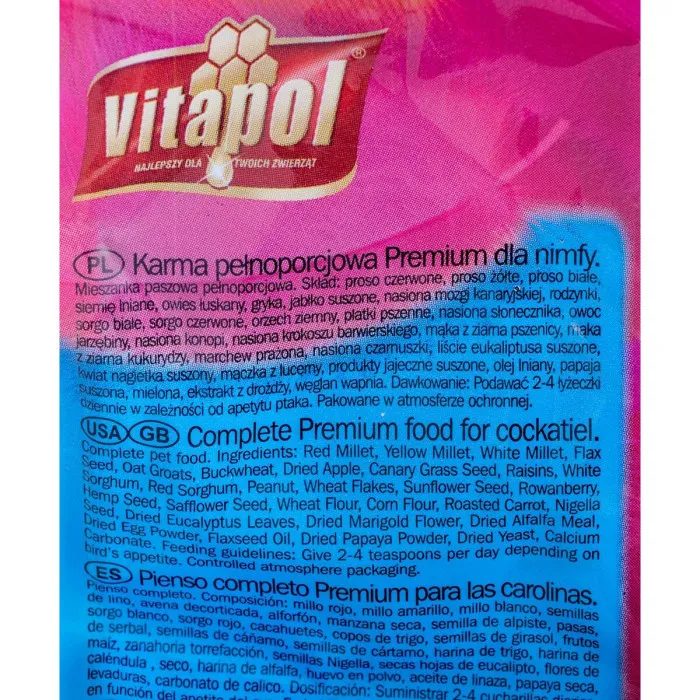 Vitapol®
NAJLEPSZY DLA TWOICH ZWIERZĄT
PL Karma pełnoporcjowa Premium dla nimfy.
Mieszanka paszowa pełnoporcjowa. Skład: proso czerwone, proso żółte, proso białe,
siemię lniane, owies łuskany, gryka, jabłko suszone, nasiona mozgi kanaryjskiej, rodzynki,
sorgo białe, sorgo czerwone, orzech ziemny, płatki pszenne, nasiona słonecznika, owoc
jarzębiny, nasiona konopi, nasiona krokoszu barwierskiego, mąka z ziarna pszenicy, mąka
z ziarna kukurydzy, marchew prażona, nasiona czarnuszki, liście eukaliptusa suszone,
kwiat nagietka suszony, mączka z lucerny, produkty jajeczne suszone, olej lniany, papaja
suszona, mielona, ekstrakt z drożdży, węglan wapnia. Dawkowanie: Podawać 2-4 łyżeczki
dziennie w zależności od apetytu ptaka. Pakowane w atmosferze ochronnej.
USA GB Complete Premium food for cockatiel.
Complete pet food. Ingredients: Red Millet, Yellow Millet, White Millet, Flax
Seed, Oat Groats, Buckwheat, Dried Apple, Canary Grass Seed, Raisins, White
Sorghum, Red Sorghum, Peanut, Wheat Flakes, Sunflower Seed, Rowanberry,
Hemp Seed, Safflower Seed, Wheat Flour, Corn Flour, Roasted Carrot, Nigella
Seed, Dried Eucalyptus Leaves, Dried Marigold Flower, Dried Alfalfa Meal,
Dried Egg Powder, Flaxseed Oil, Dried Papaya Powder, Dried Yeast, Calcium
Carbonate. Feeding guidelines: Give 2-4 teaspoons per day depending on
bird's appetite. Controlled atmosphere packaging.
ES Pienso completo Premium para las carolinas.
Pienso completo. Composición: millo rojo, millo amarillo, millo blanco, semillas
de lino, avena decorticada, alforfón, manzana seca, semilla de alpiste, pasas,
sorgo blanco, sorgo rojo, cacahuetes, copos de trigo, semillas de girasol, frutos
de serbal, semillas de cáñamo, semillas de cártamo, harina de trigo, harina de
maíz, zanahoria torrefacción, semillas Nigella, secas hojas de eucalipto, flores de
caléndula , seco, harina de alfalfa, huevo en polvo, aceite de linaza, papaya seca,
levaduras, carbonato de calico. Dosificación: Suministrar 2-4 cucharillas diarias
en función del apetito del